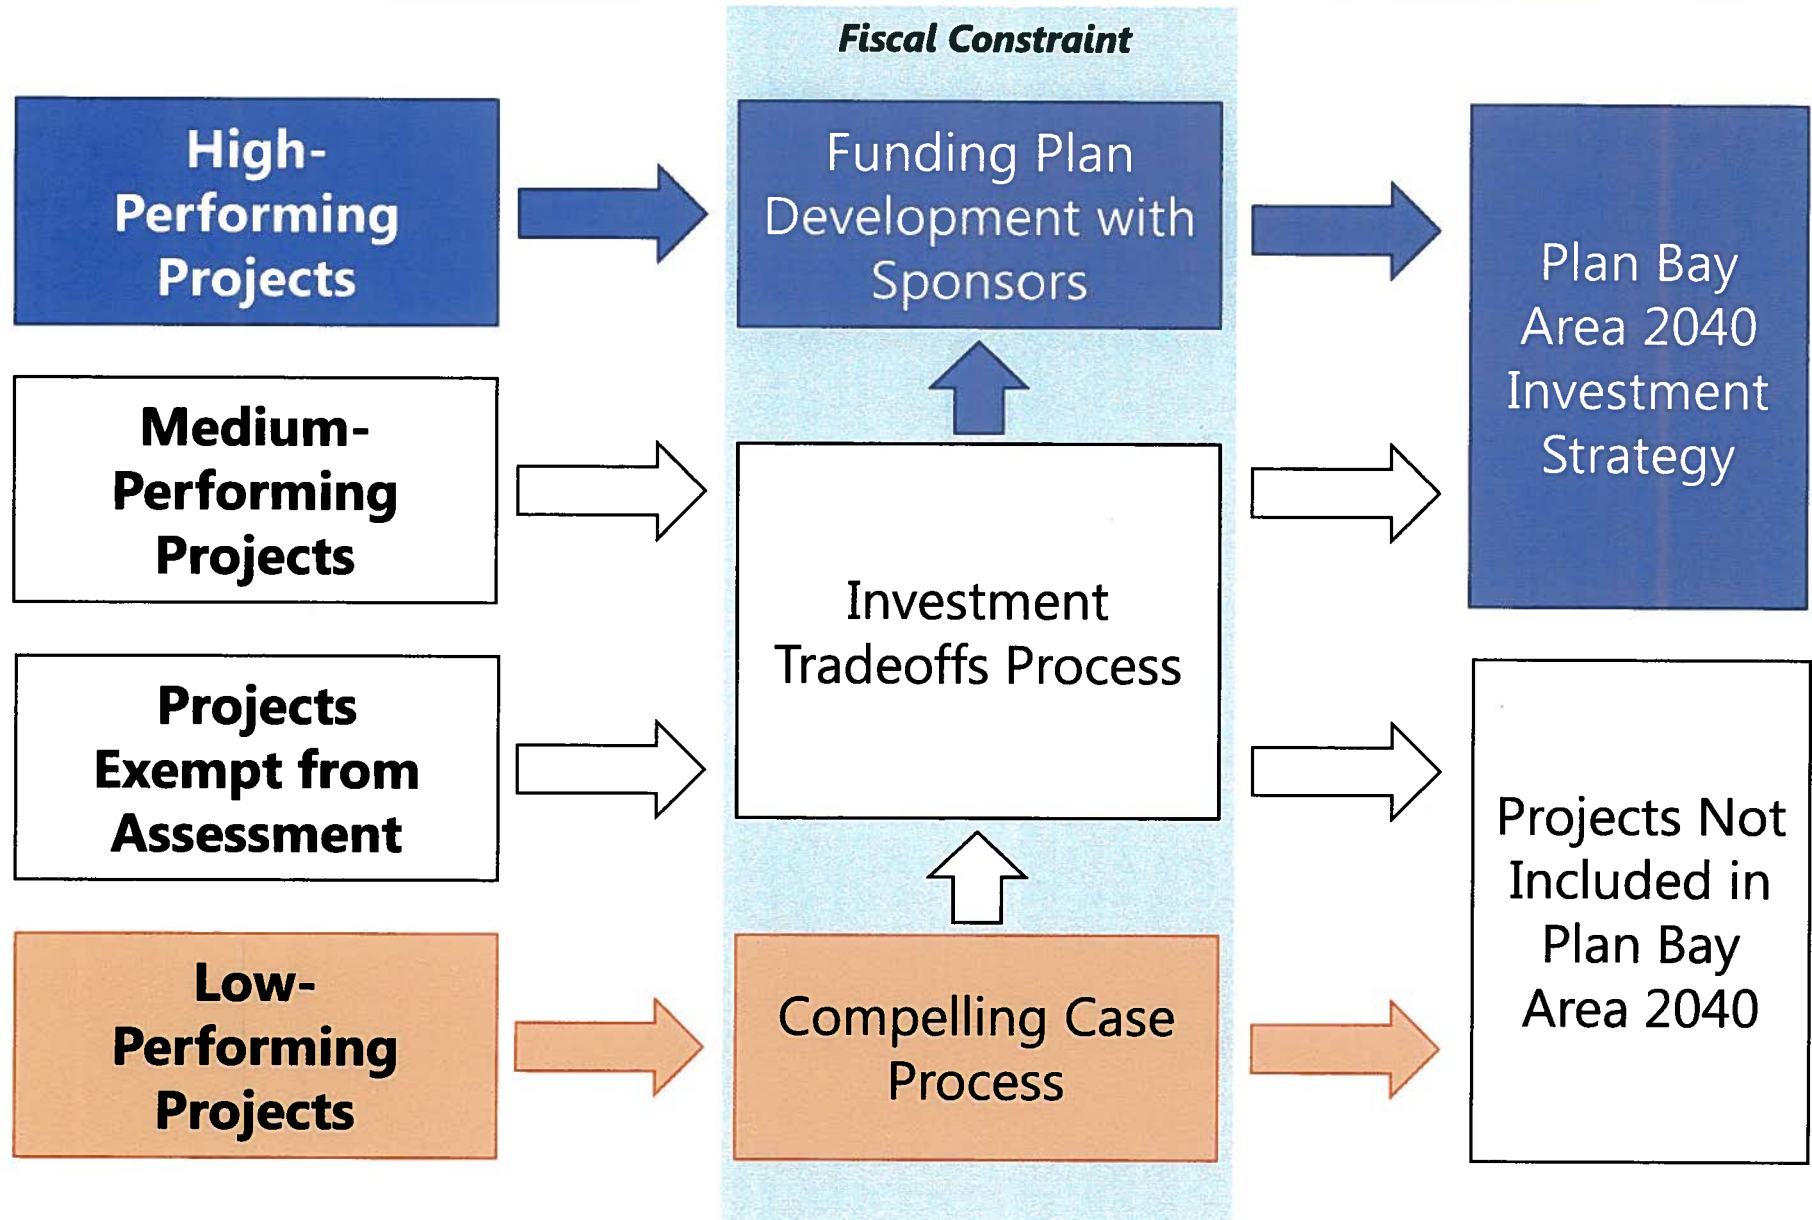 Fiscal Constraint
High-
Performing
Projects
Funding Plan
Development with
Sponsors
Plan Bay
Area 2040
Investment
Strategy
Medium-
Performing
Projects
Investment
Tradeoffs Process
Projects
Exempt from
Assessment
Projects Not
Included in
Plan Bay
Area 2040
Low-
Performing
Projects
Compelling Case
Process